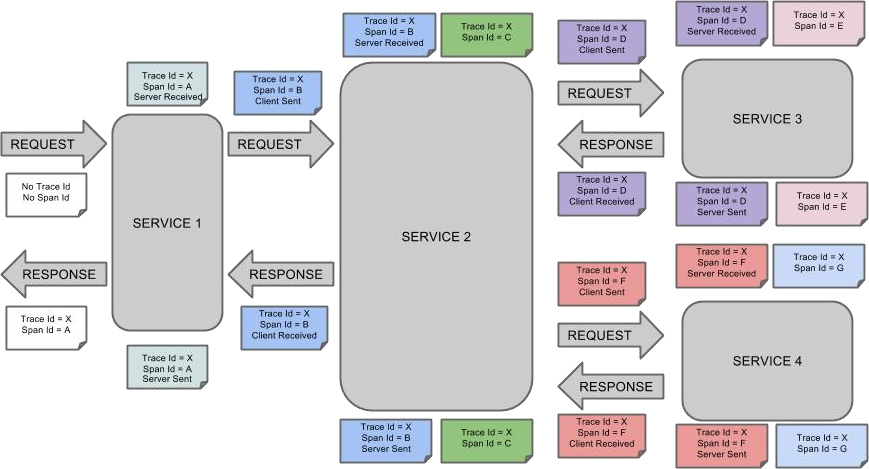 Trace Id = X
Span Id = A
Server Received
REQUEST
No Trace Id
No Span Id
SERVICE 1
RESPONSE
Trace Id = X
Span Id = A
Trace Id = X
Span Id = A
Server Sent
Trace Id = X
Span Id = B
Client Sent
REQUEST
RESPONSE
Trace Id = X
Span Id = B
Client Received
Trace Id = X
Span Id = B
Server Received
Trace Id = X
Span Id = C
SERVICE 2
Trace Id = X
Span Id = B
Server Sent
Trace Id = X
Span Id = C
Trace Id = X
Span Id = D
Client Sent
REQUEST
RESPONSE
Trace Id = X
Span Id = D
Client Received
Trace Id = X
Span Id = D
Server Received
Trace Id = X
Span Id = E
SERVICE 3
Trace Id = X
Span Id = D
Server Sent
Trace Id = X
Span Id = E
Trace Id = X
Span Id = F
Client Sent
REQUEST
RESPONSE
Trace Id = X
Span Id = F
Client Received
Trace Id = X
Span Id = F
Server Received
Trace Id = X
Span Id = G
SERVICE 4
Trace Id = X
Span Id = F
Server Sent
Trace Id = X
Span Id = G